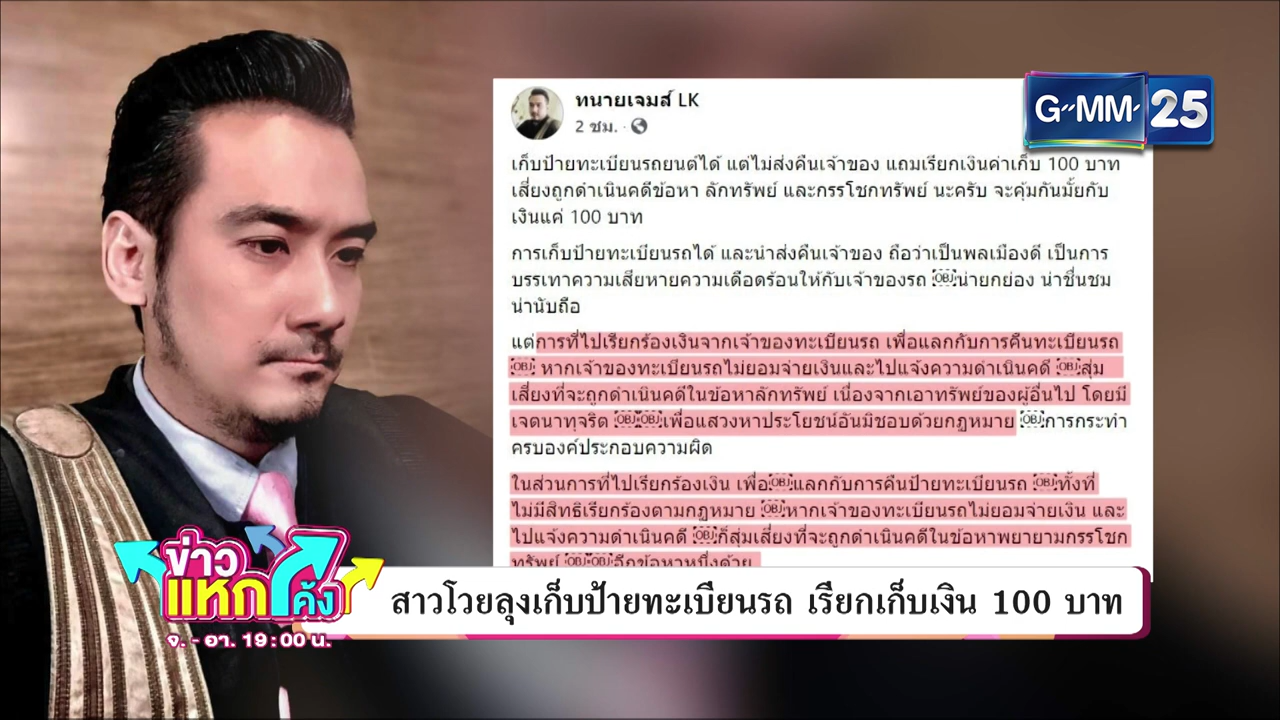 ทนายเจมส์ LK
2 ชม.
G-MM 25
เก็บป้ายทะเบียนรถยนต์ได้ แต่ไม่ส่งคืนเจ้าของ แถมเรียกเงินค่าเก็บ 100 บาท
เสี่ยงถูกดำเนินคดีข้อหา ลักทรัพย์ และกรรโชกทรัพย์ นะครับ จะคุ้มกันมั้ยกับ
เงินแค่ 100 บาท
การเก็บป้ายทะเบียนรถได้ และนำส่งคืนเจ้าของ ถือว่าเป็นพลเมืองดี เป็นการ
บรรเทาความเสียหายความเดือดร้อนให้กับเจ้าของรถ OBJ น่ายกย่อง น่าชื่นชม
น่านับถือ
แต่การที่ไปเรียกร้องเงินจากเจ้าของทะเบียนรถ เพื่อแลกกับการคืนทะเบียนรถ
OBJ หากเจ้าของทะเบียนรถไม่ยอมจ่ายเงินและไปแจ้งความดำเนินคดี OBJ สุ่ม
เสี่ยงที่จะถูกดำเนินคดีในข้อหาลักทรัพย์ เนื่องจากเอาทรัพย์ของผู้อื่นไป โดยมี
เจตนาทุจริต OBJ OBJ เพื่อแสวงหาประโยชน์อันมิชอบด้วยกฎหมาย OBJ การกระทำ
ครบองค์ประกอบความผิด
ในส่วนการที่ไปเรียกร้องเงิน เพื่อ OBJ แลกกับการคืนป้ายทะเบียนรถ OBJ ทั้งที่
ไม่มีสิทธิเรียกร้องตามกฎหมาย OBJ หากเจ้าของทะเบียนรถไม่ยอมจ่ายเงิน และ
ไปแจ้งความดำเนินคดี OBJ ก็สุ่มเสี่ยงที่จะถูกดำเนินคดีในข้อหาพยายามกรรโชก
ทรัพย์ OBJ OBJ อีกข้อหาหนึ่งด้วย
ข่าว
แหกโค้ง
จ. - อา. 19:00 น.
สาวโวยลุงเก็บป้ายทะเบียนรถ เรียกเก็บเงิน 100 บาท